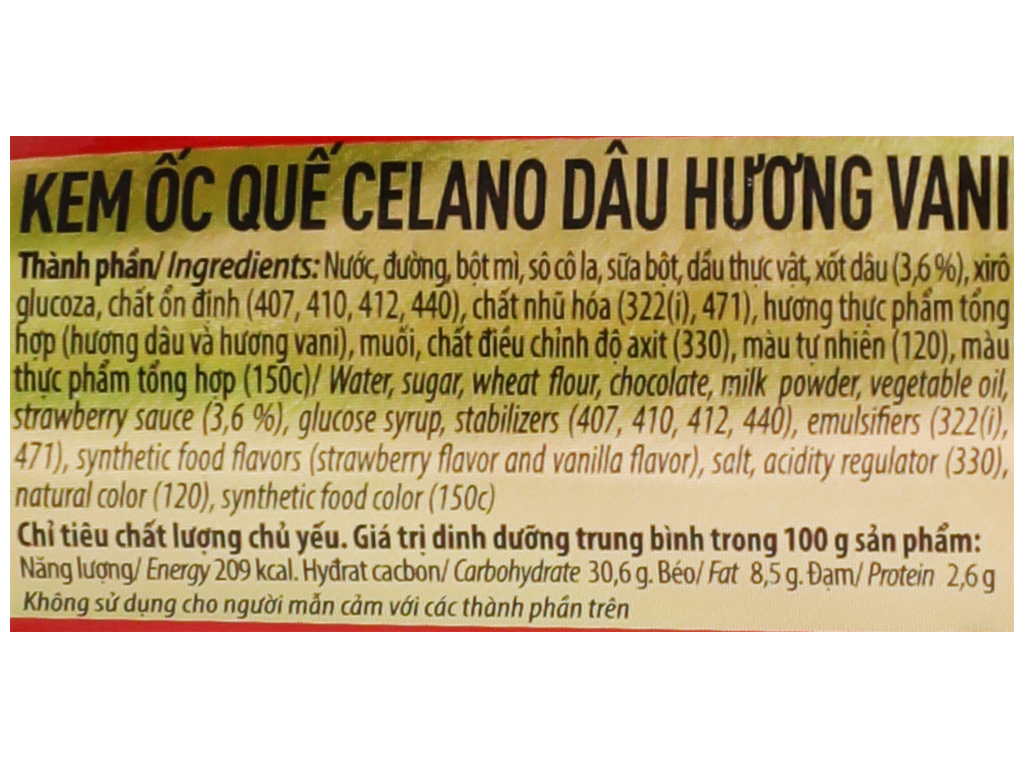 KEM ỐC QUẾ CELANO DÂU HƯƠNG VANI
Thành phần/ Ingredients: Nước, đường, bột mì, sô cô la, sữa bột, dầu thực vật, xốt dâu (3,6 %), xirô
glucoza, chất ổn định (407, 410, 412, 440), chất nhũ hóa (322(i), 471), hương thực phẩm tổng
hợp (hương dâu và hương vani), muối, chất điều chỉnh độ axit (330), màu tự nhiên (120), màu
thực phẩm tổng hợp (150c)/ Water, sugar, wheat flour, chocolate, milk powder, vegetable oil,
strawberry sauce (3,6 %), glucose syrup, stabilizers (407, 410, 412, 440), emulsifiers (322(i),
471), synthetic food flavors (strawberry flavor and vanilla flavor), salt, acidity regulator (330),
natural color (120), synthetic food color (150c)
Chỉ tiêu chất lượng chủ yếu. Giá trị dinh dưỡng trung bình trong 100 g sản phẩm:
Năng lượng/ Energy 209 kcal. Hyđrat cacbon/ Carbohydrate 30,6 g. Béo/ Fat 8,5 g. Đạm/ Protein 2,6 g
Không sử dụng cho người mẫn cảm với các thành phần trên